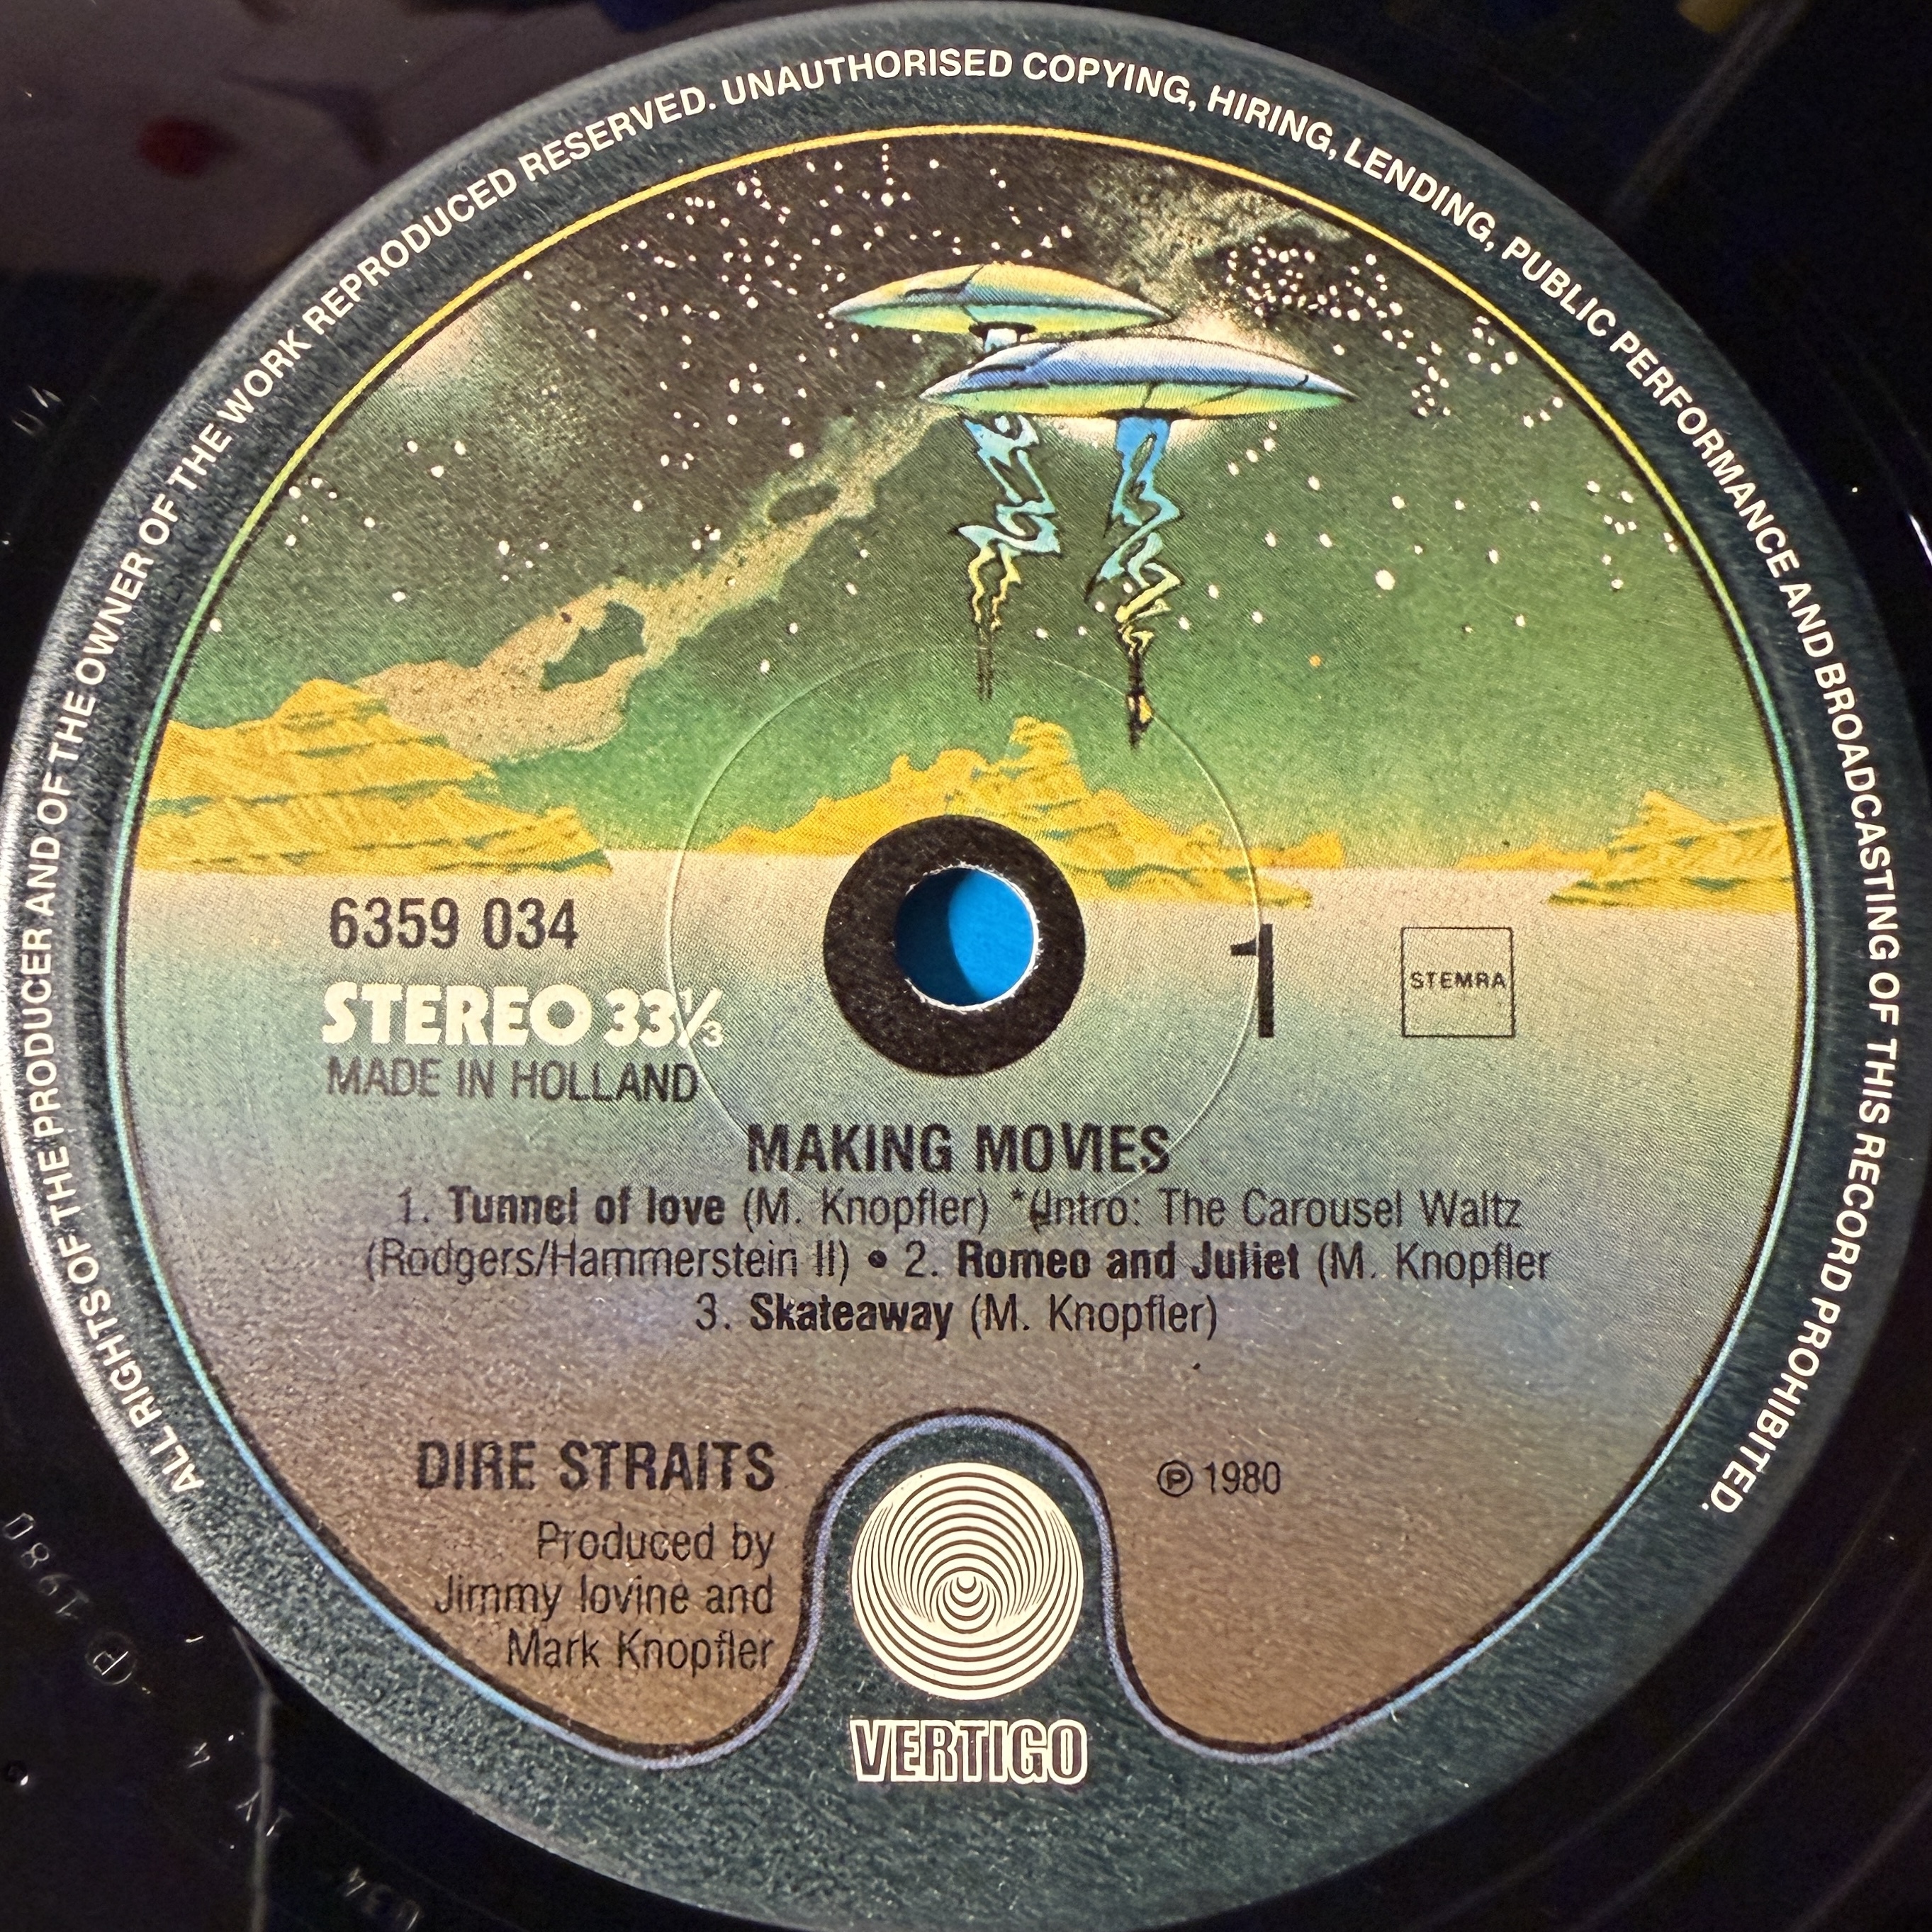 ALL RIGHTS OF THE PRODUCER AND OF THE OWNER OF THE WORK REPRODUCED RESERVED. UNAUTHORISED COPYING, HIRING, LENDING, PUBLIC PERFORMANCE AND BROADCASTING OF THIS RECORD PROHIBITED.
6359 034
STEREO 33⅓
MADE IN HOLLAND
1
STEMRA
MAKING MOVIES
1. Tunnel of love (M. Knopfler) *(Intro: The Carousel Waltz
(Rodgers/Hammerstein II) • 2. Romeo and Juliet (M. Knopfler
3. Skateaway (M. Knopfler)
DIRE STRAITS
Produced by
Jimmy Iovine and
Mark Knopfler
℗ 1980
VERTIGO
℗ 1980